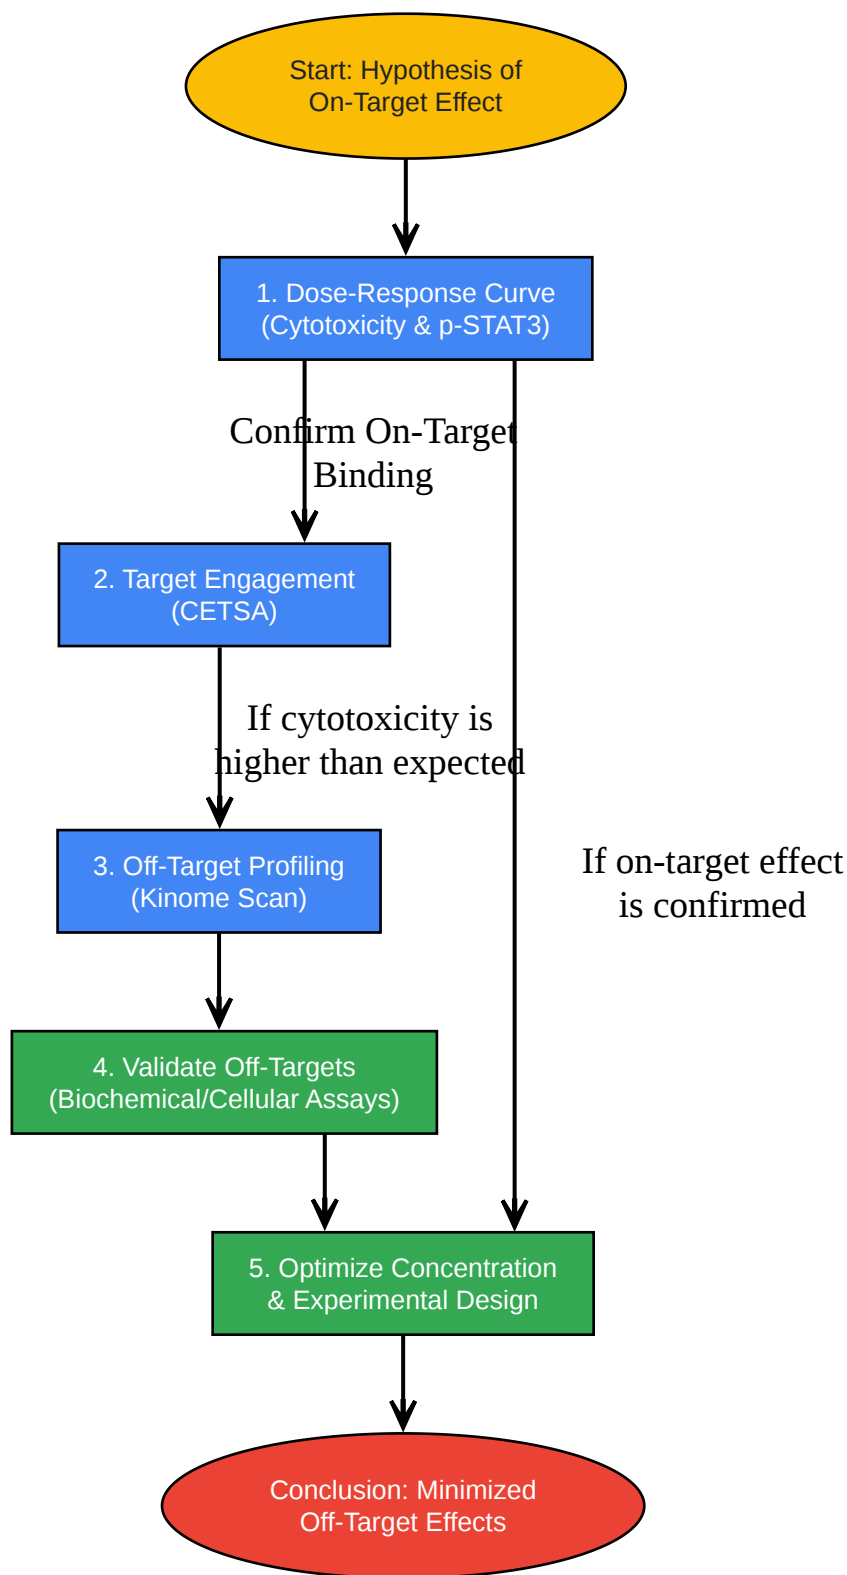 Start: Hypothesis of
On-Target Effect
1. Dose-Response Curve
(Cytotoxicity & p-STAT3)
Confirm On-Target
Binding
2. Target Engagement
(CETSA)
If cytotoxicity is
higher than expected
3. Off-Target Profiling
(Kinome Scan)
If on-target effect
is confirmed
4. Validate Off-Targets
(Biochemical/Cellular Assays)
5. Optimize Concentration
& Experimental Design
Conclusion: Minimized
Off-Target Effects